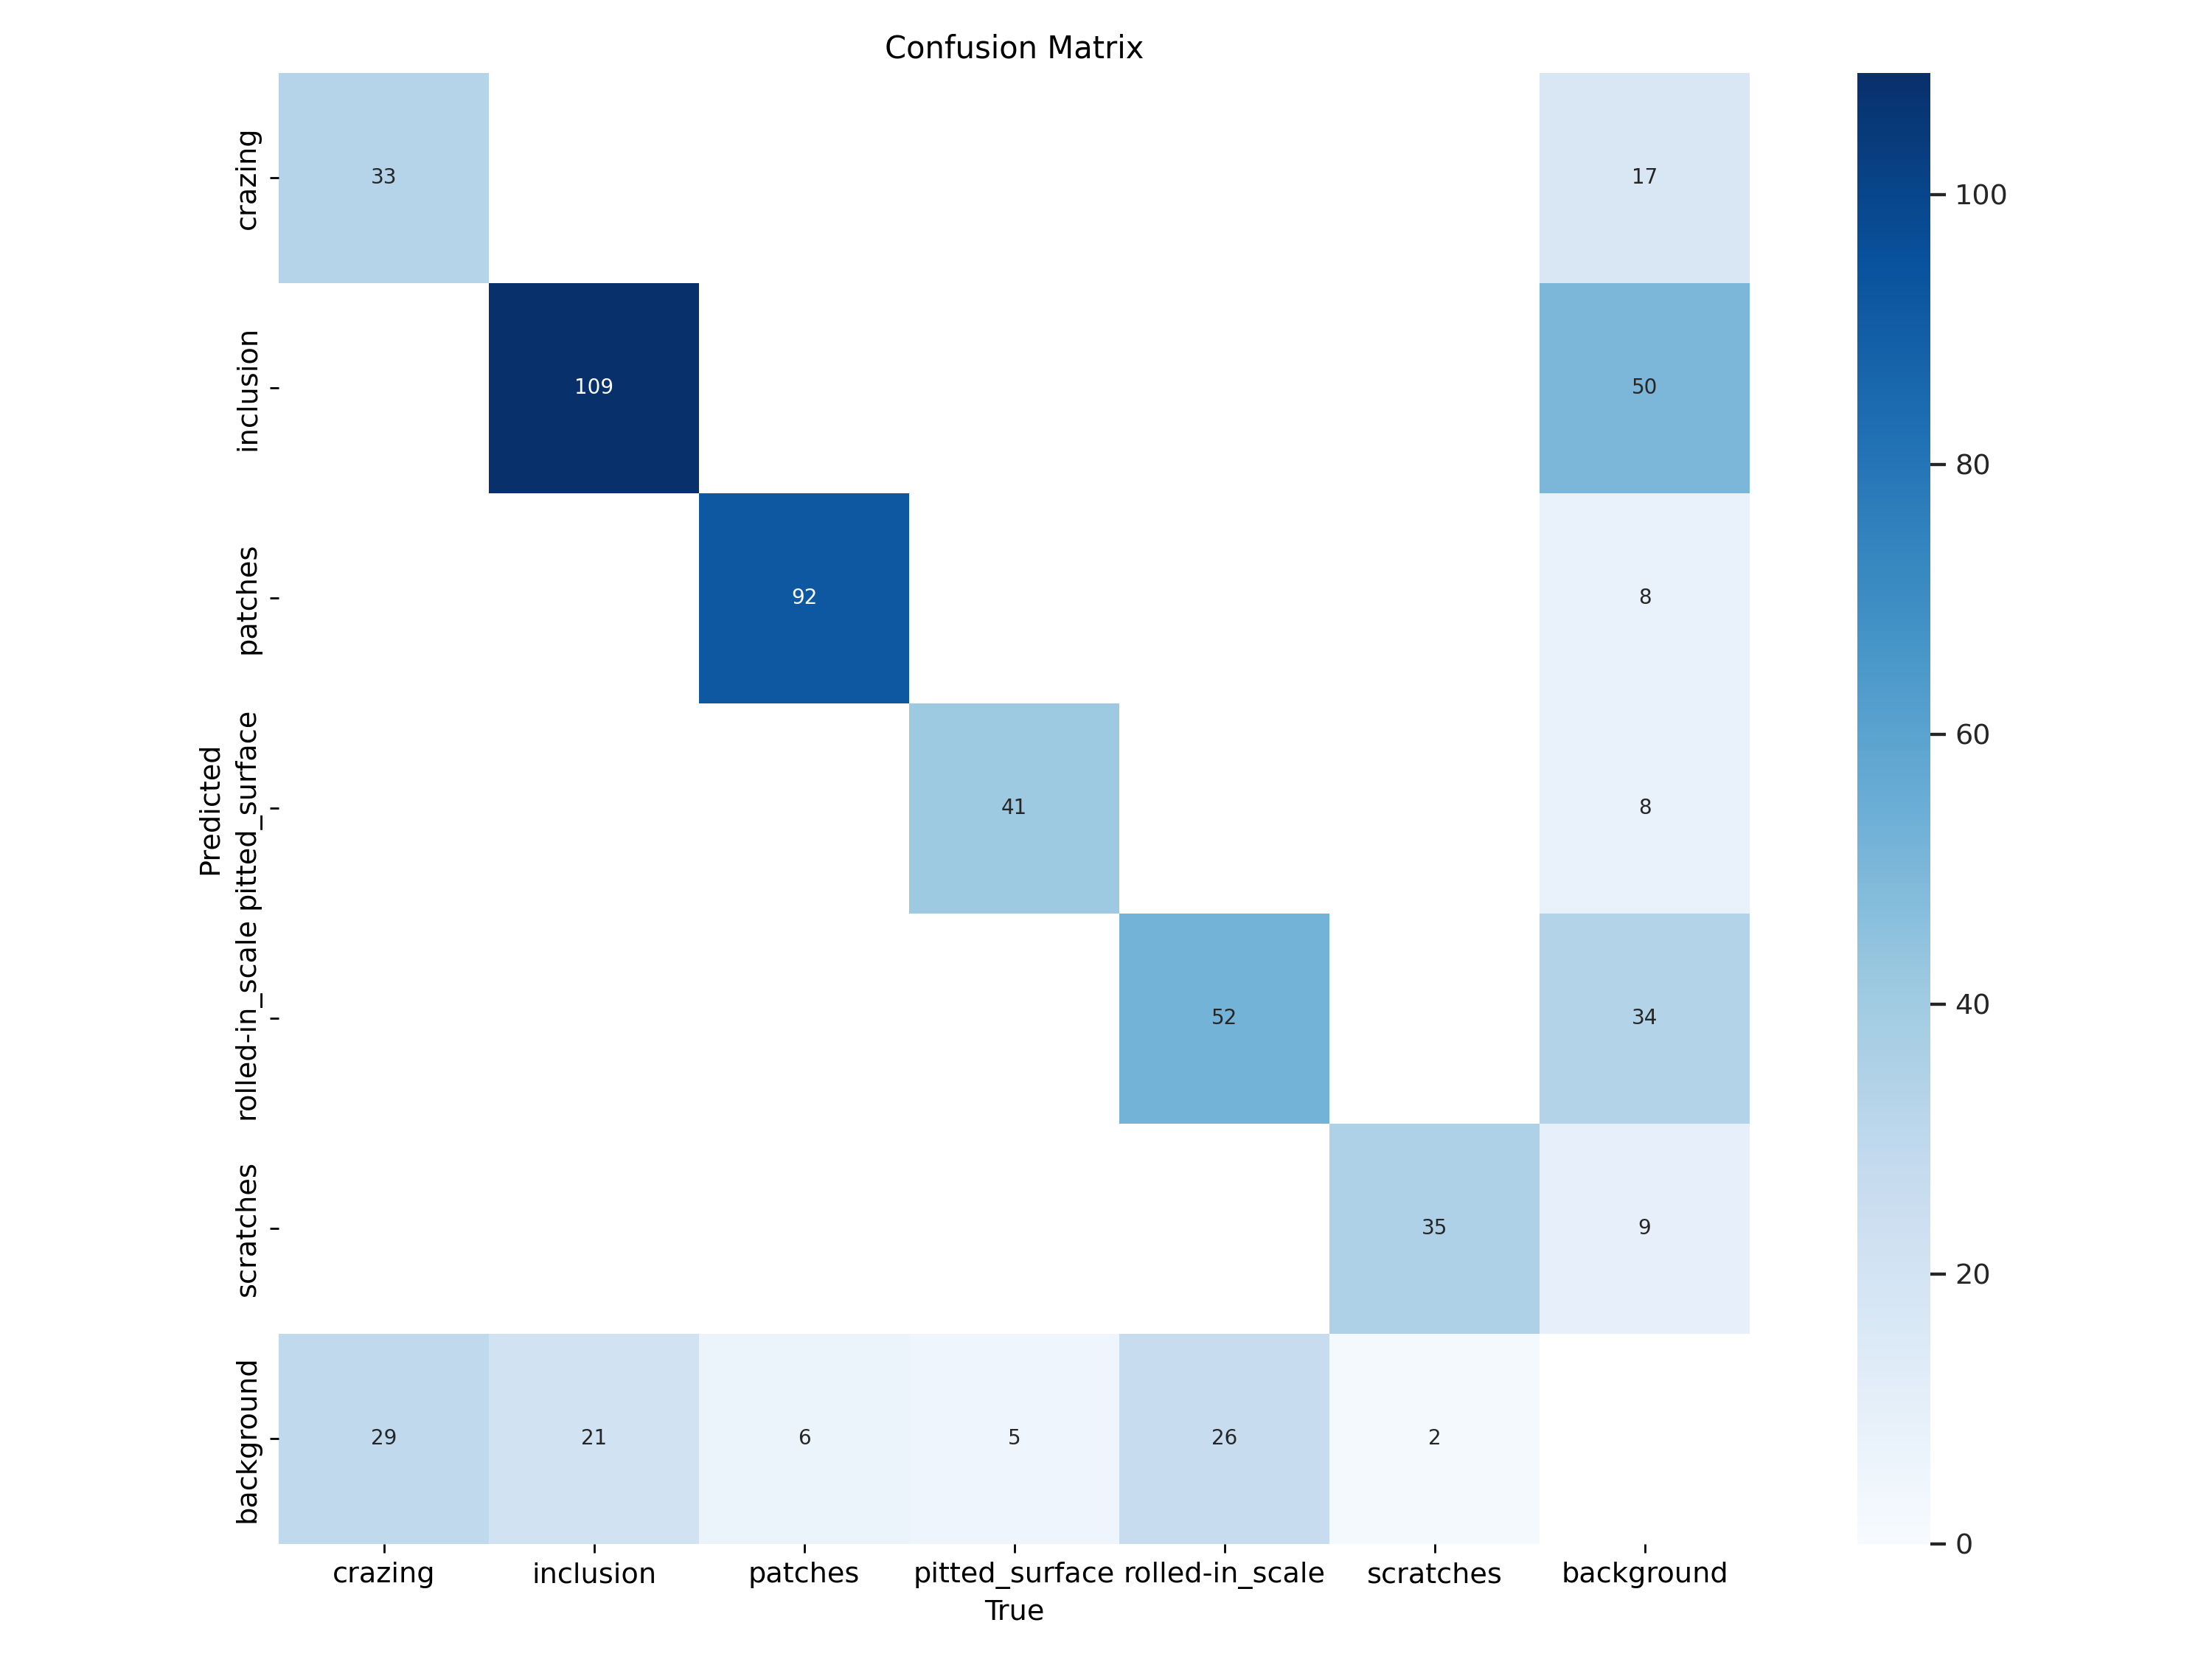 Confusion Matrix
crazing
33
17
100
inclusion
109
50
80
patches
92
8
60
Predicted
pitted_surface
41
8
40
rolled-in_scale
52
34
scratches
35
9
20
background
29
21
6
5
26
2
0
crazing
inclusion
patches
pitted_surface
rolled-in_scale
scratches
background
True